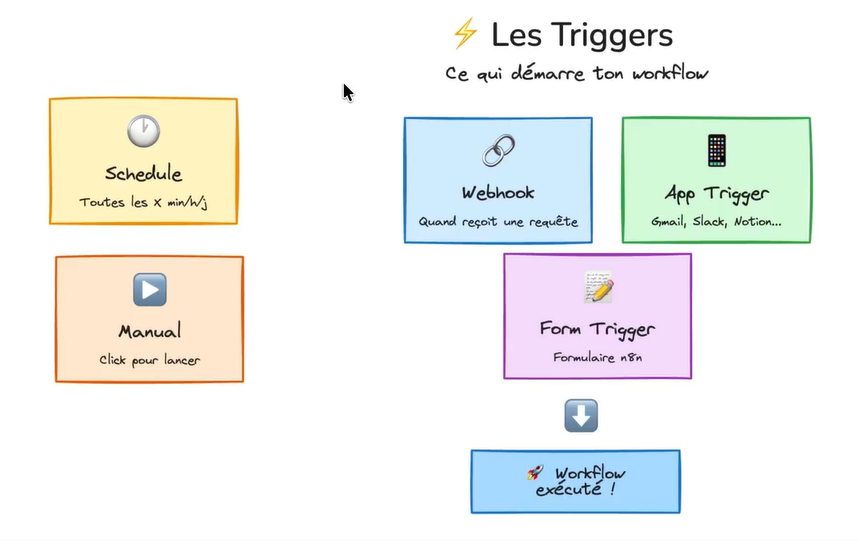 ⚡ Les Triggers
Ce qui démarre ton workflow
Schedule
Toutes les X min/h/j
Manual
Click pour lancer
Webhook
Quand reçoit une requête
App Trigger
Gmail, Slack, Notion...
Form Trigger
Formulaire n8n
🚀 Workflow
exécuté !